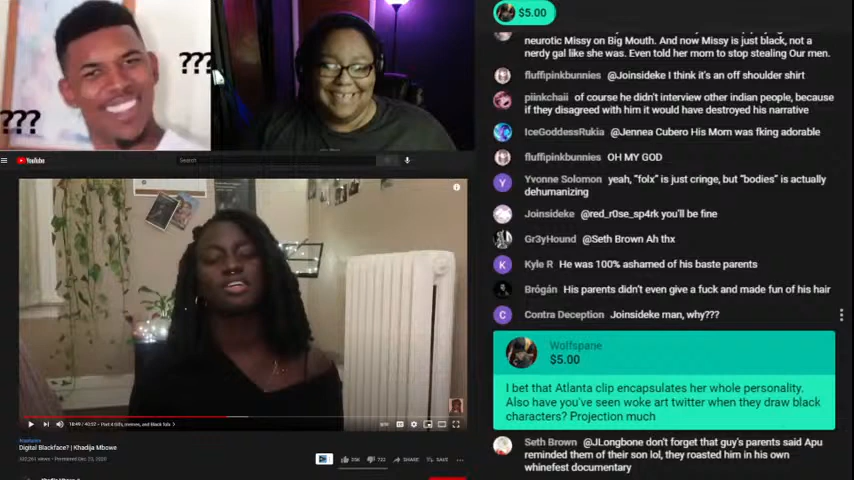 ???
???
YouTube
Search
Digital Blackface? | Khadija Mbowe
SHARE
SAVE
$5.00
neurotic Missy on Big Mouth. And now Missy is just black, not a
nerdy gal like she was. Even told her mom to stop stealing Our men.
fluffipinkbunnies @Joinsideke I think it's an off shoulder shirt
piinkchaii of course he didn't interview other indian people, because
if they disagreed with him it would have destroyed his narrative
IceGoddessRukia @Jennea Cubero His Mom was fking adorable
fluffipinkbunnies OH MY GOD
Yvonne Solomon yeah, "folx" is just cringe, but "bodies" is actually
dehumanizing
Joinsideke @red_r0se_sp4rk you'll be fine
Gr3yHound @Seth Brown Ah thx
Kyle R He was 100% ashamed of his baste parents
Brógán His parents didn't even give a fuck and made fun of his hair
Contra Deception Joinsideke man, why???
Wolfspane
$5.00
I bet that Atlanta clip encapsulates her whole personality.
Also have you've seen woke art twitter when they draw black
characters? Projection much
Seth Brown @JLongbone don't forget that guy's parents said Apu
reminded them of their son lol, they roasted him in his own
whinefest documentary